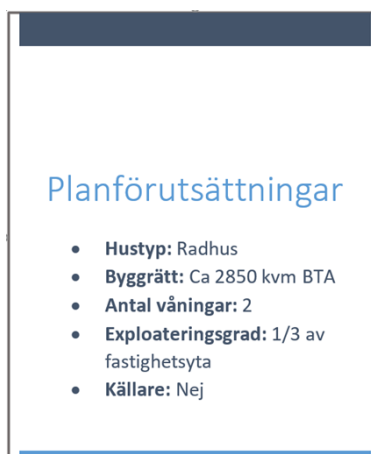 Planförutsättningar
• Hustyp: Radhus
• Byggrätt: Ca 2850 kvm BTA
• Antal våningar: 2
• Exploateringsgrad: 1/3 av
fastighetsyta
• Källare: Nej